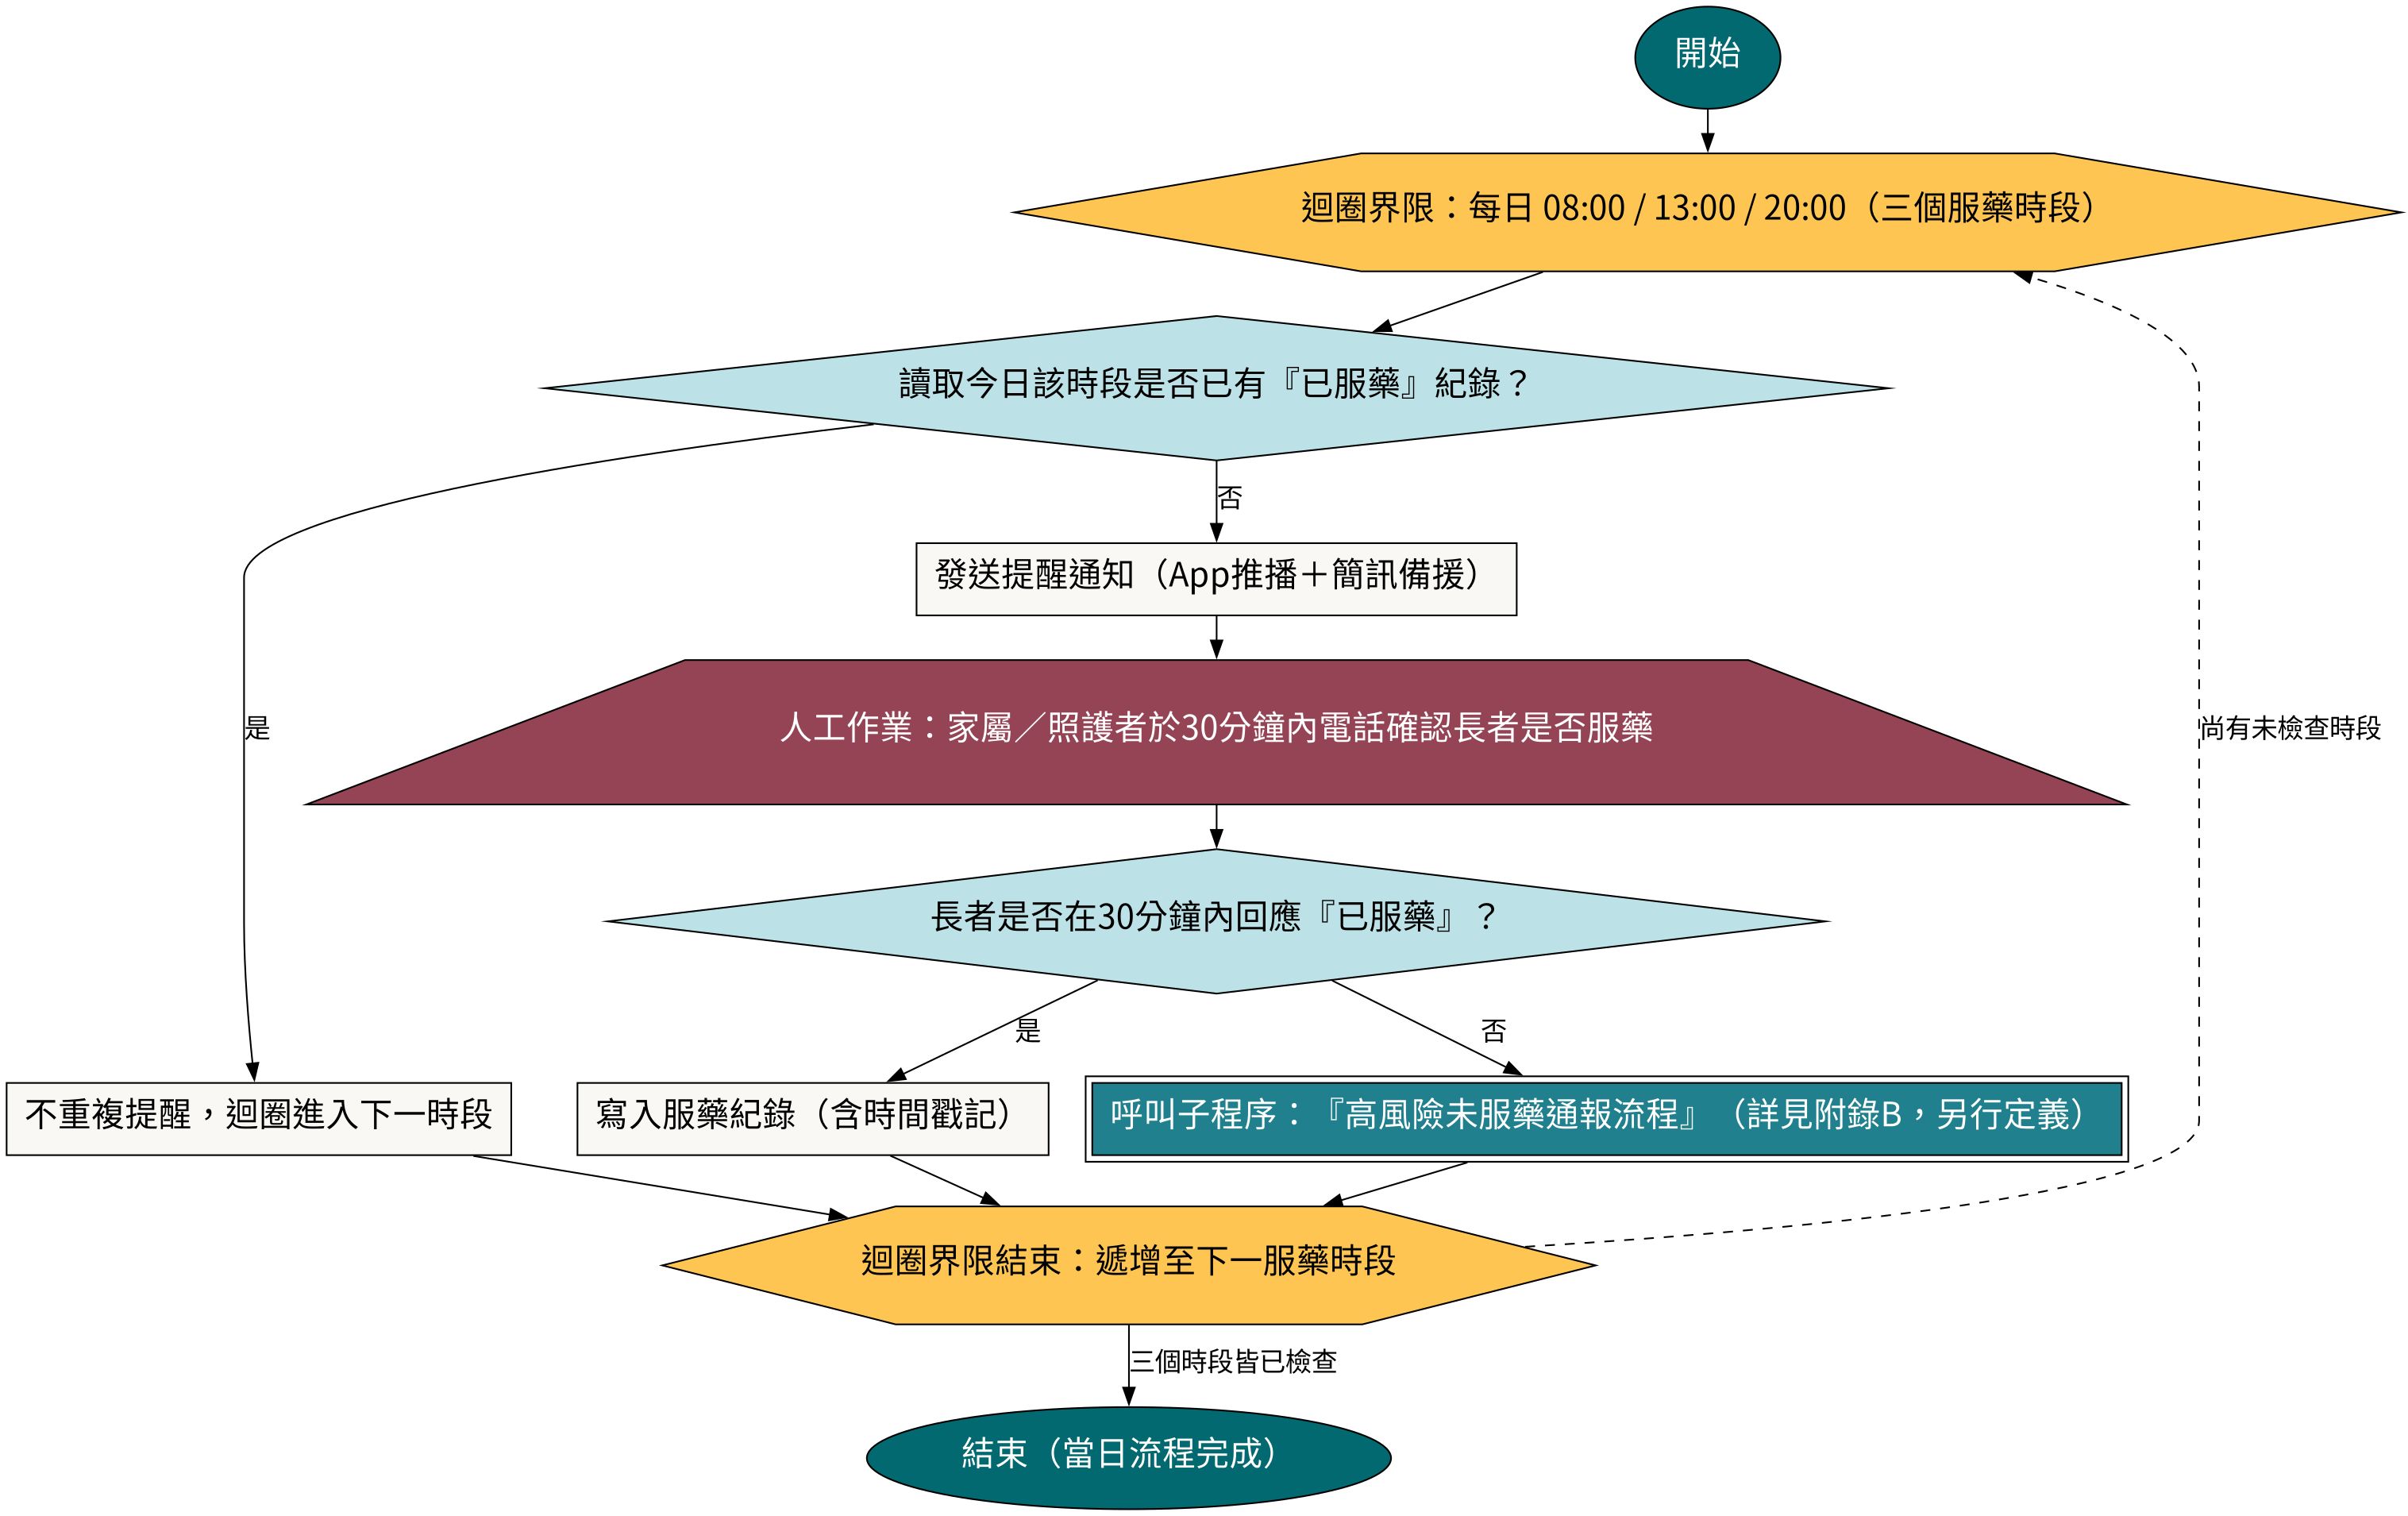 開始
迴圈界限：每日 08:00 / 13:00 / 20:00（三個服藥時段）
讀取今日該時段是否已有『已服藥』紀錄？
否
發送提醒通知（App推播＋簡訊備援）
是
人工作業：家屬／照護者於30分鐘內電話確認長者是否服藥
尚有未檢查時段
長者是否在30分鐘內回應『已服藥』？
是
否
不重複提醒，迴圈進入下一時段
寫入服藥紀錄（含時間戳記）
呼叫子程序：『高風險未服藥通報流程』（詳見附錄B，另行定義）
迴圈界限結束：遞增至下一服藥時段
三個時段皆已檢查
結束（當日流程完成）